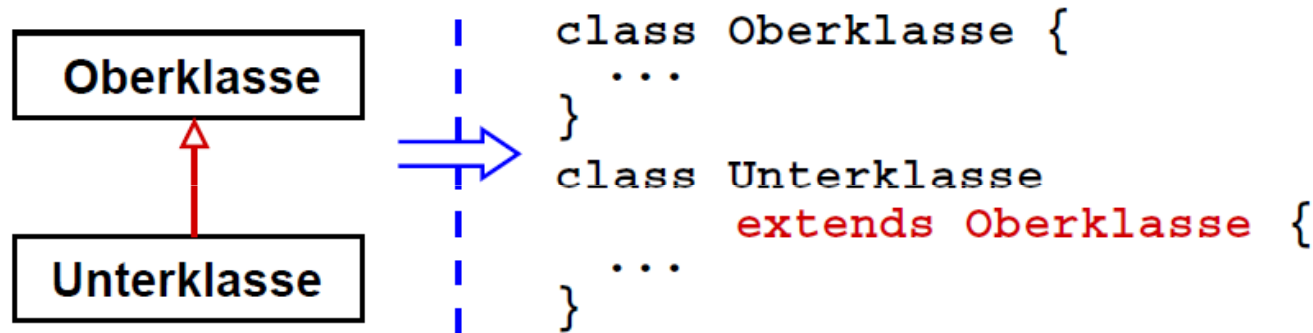 Oberklasse
Unterklasse
class Oberklasse {
...
}
class Unterklasse
extends Oberklasse {
...
}